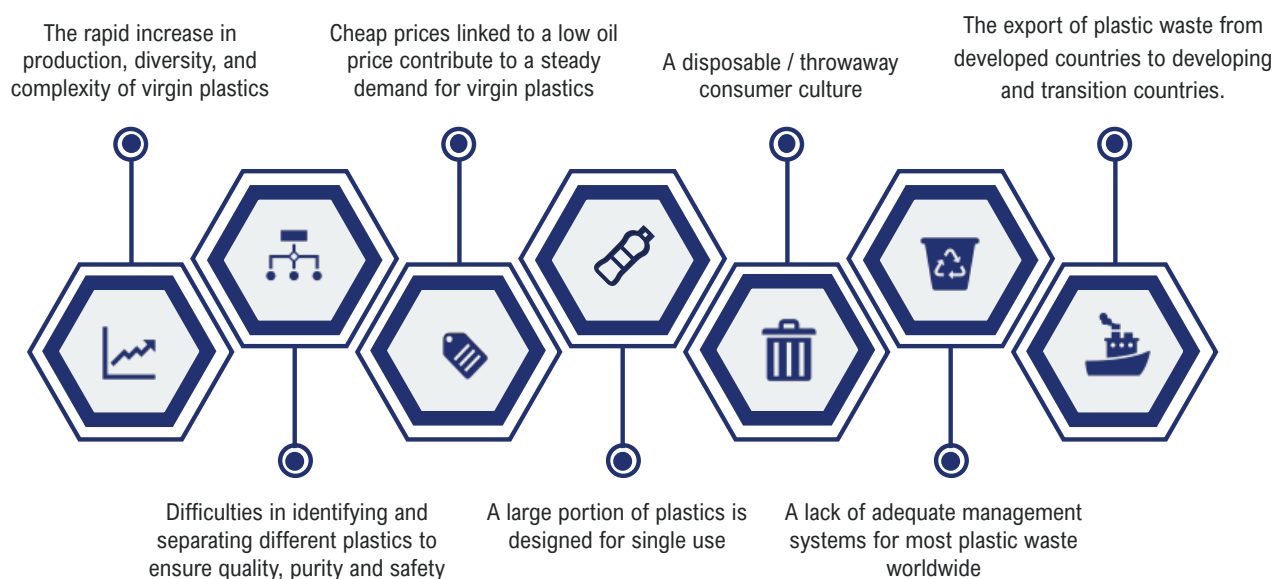 The rapid increase in
production, diversity, and
complexity of virgin plastics
Cheap prices linked to a low oil
price contribute to a steady
demand for virgin plastics
A disposable / throwaway
consumer culture
The export of plastic waste from
developed countries to developing
and transition countries.
Difficulties in identifying and
separating different plastics to
ensure quality, purity and safety
A large portion of plastics is
designed for single use
A lack of adequate management
systems for most plastic waste
worldwide